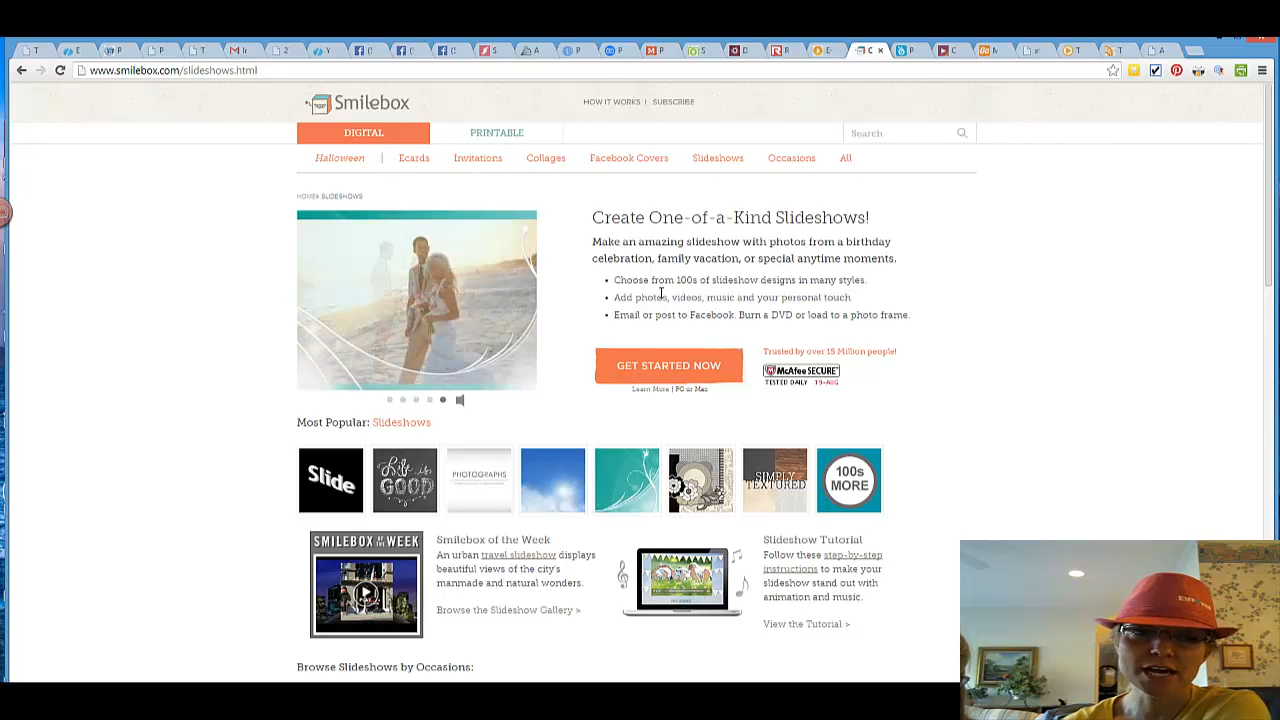 www.smilebox.com/slideshows.html
Smilebox
HOW IT WORKS | SUBSCRIBE
DIGITAL
PRINTABLE
Search
Halloween | Ecards Invitations Collages Facebook Covers Slideshows Occasions All
HOME» SLIDESHOWS
Create One-of-a-Kind Slideshows!
Make an amazing slideshow with photos from a birthday
celebration, family vacation, or special anytime moments.
• Choose from 100s of slideshow designs in many styles.
• Add photos, videos, music and your personal touch.
• Email or post to Facebook. Burn a DVD or load to a photo frame.
GET STARTED NOW
Learn More | PC or Mac
Trusted by over 15 Million people!
McAfee SECURE
TESTED DAILY 19-AUG
Most Popular: Slideshows
Slide
Life is GOOD
PHOTOGRAPHS
SIMPLY
TEXTURED
100s
MORE
SMILEBOX OF THE WEEK
PLAY
Smilebox of the Week
An urban travel slideshow displays
beautiful views of the city's
manmade and natural wonders.
Browse the Slideshow Gallery >
Slideshow Tutorial
Follow these step-by-step
instructions to make your
slideshow stand out with
animation and music.
View the Tutorial >
Browse Slideshows by Occasions: